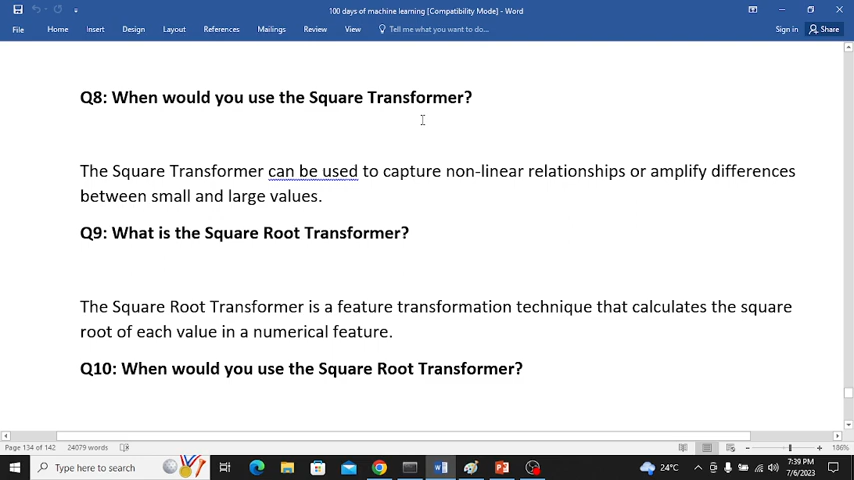 100 days of machine learning [Compatibility Mode] - Word
File Home Insert Design Layout References Mailings Review View Tell me what you want to do... Sign in Share
Q8: When would you use the Square Transformer?
The Square Transformer can be used to capture non-linear relationships or amplify differences
between small and large values.
Q9: What is the Square Root Transformer?
The Square Root Transformer is a feature transformation technique that calculates the square
root of each value in a numerical feature.
Q10: When would you use the Square Root Transformer?
Page 134 of 142 24079 words 186%
Type here to search 24°C 7:39 PM
7/6/2023